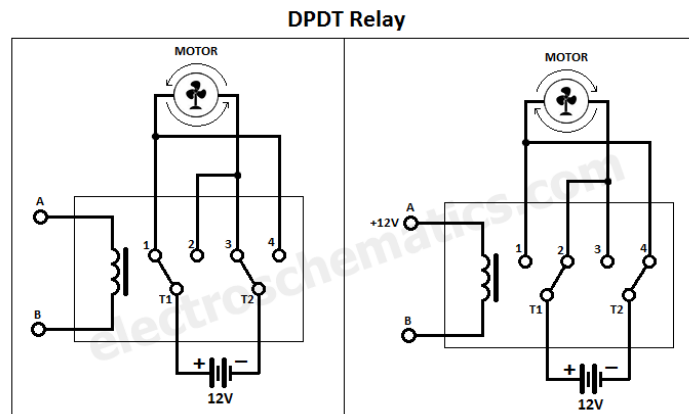 DPDT Relay
MOTOR
A
1 2 3 4
T1 T2
B
+ −
12V
MOTOR
A
+12V
1 2 3 4
T1 T2
B
+ −
12V
electroschematics.com